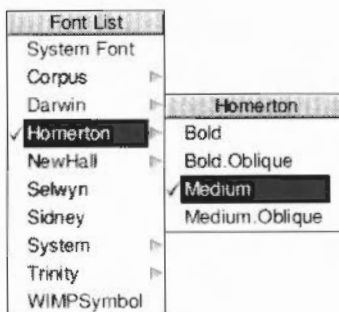 Font List
System Font
Corpus
Darwin
Homerton
NewHall
Selwyn
Sidney
System
Trinity
WIMPSymbol
Homerton
Bold
Bold.Oblique
Medium
Medium.Oblique